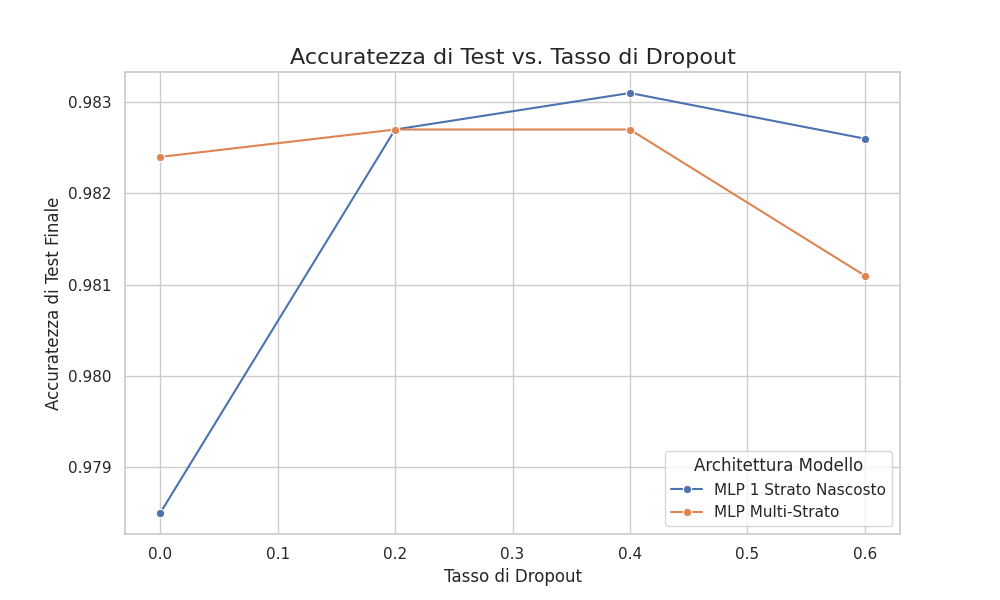 Accuratezza di Test vs. Tasso di Dropout
Accuratezza di Test Finale
0.983
0.982
0.981
0.980
0.979
0.0 0.1 0.2 0.3 0.4 0.5 0.6
Tasso di Dropout
Architettura Modello
MLP 1 Strato Nascosto
MLP Multi-Strato